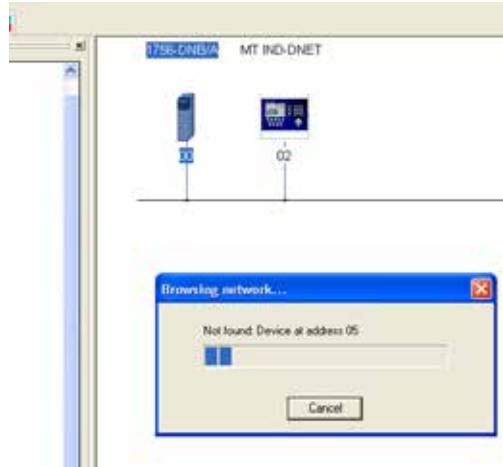 1756-DNB/A MT IND-DNET
00 02
Browsing network...
Not found: Device at address 05
Cancel